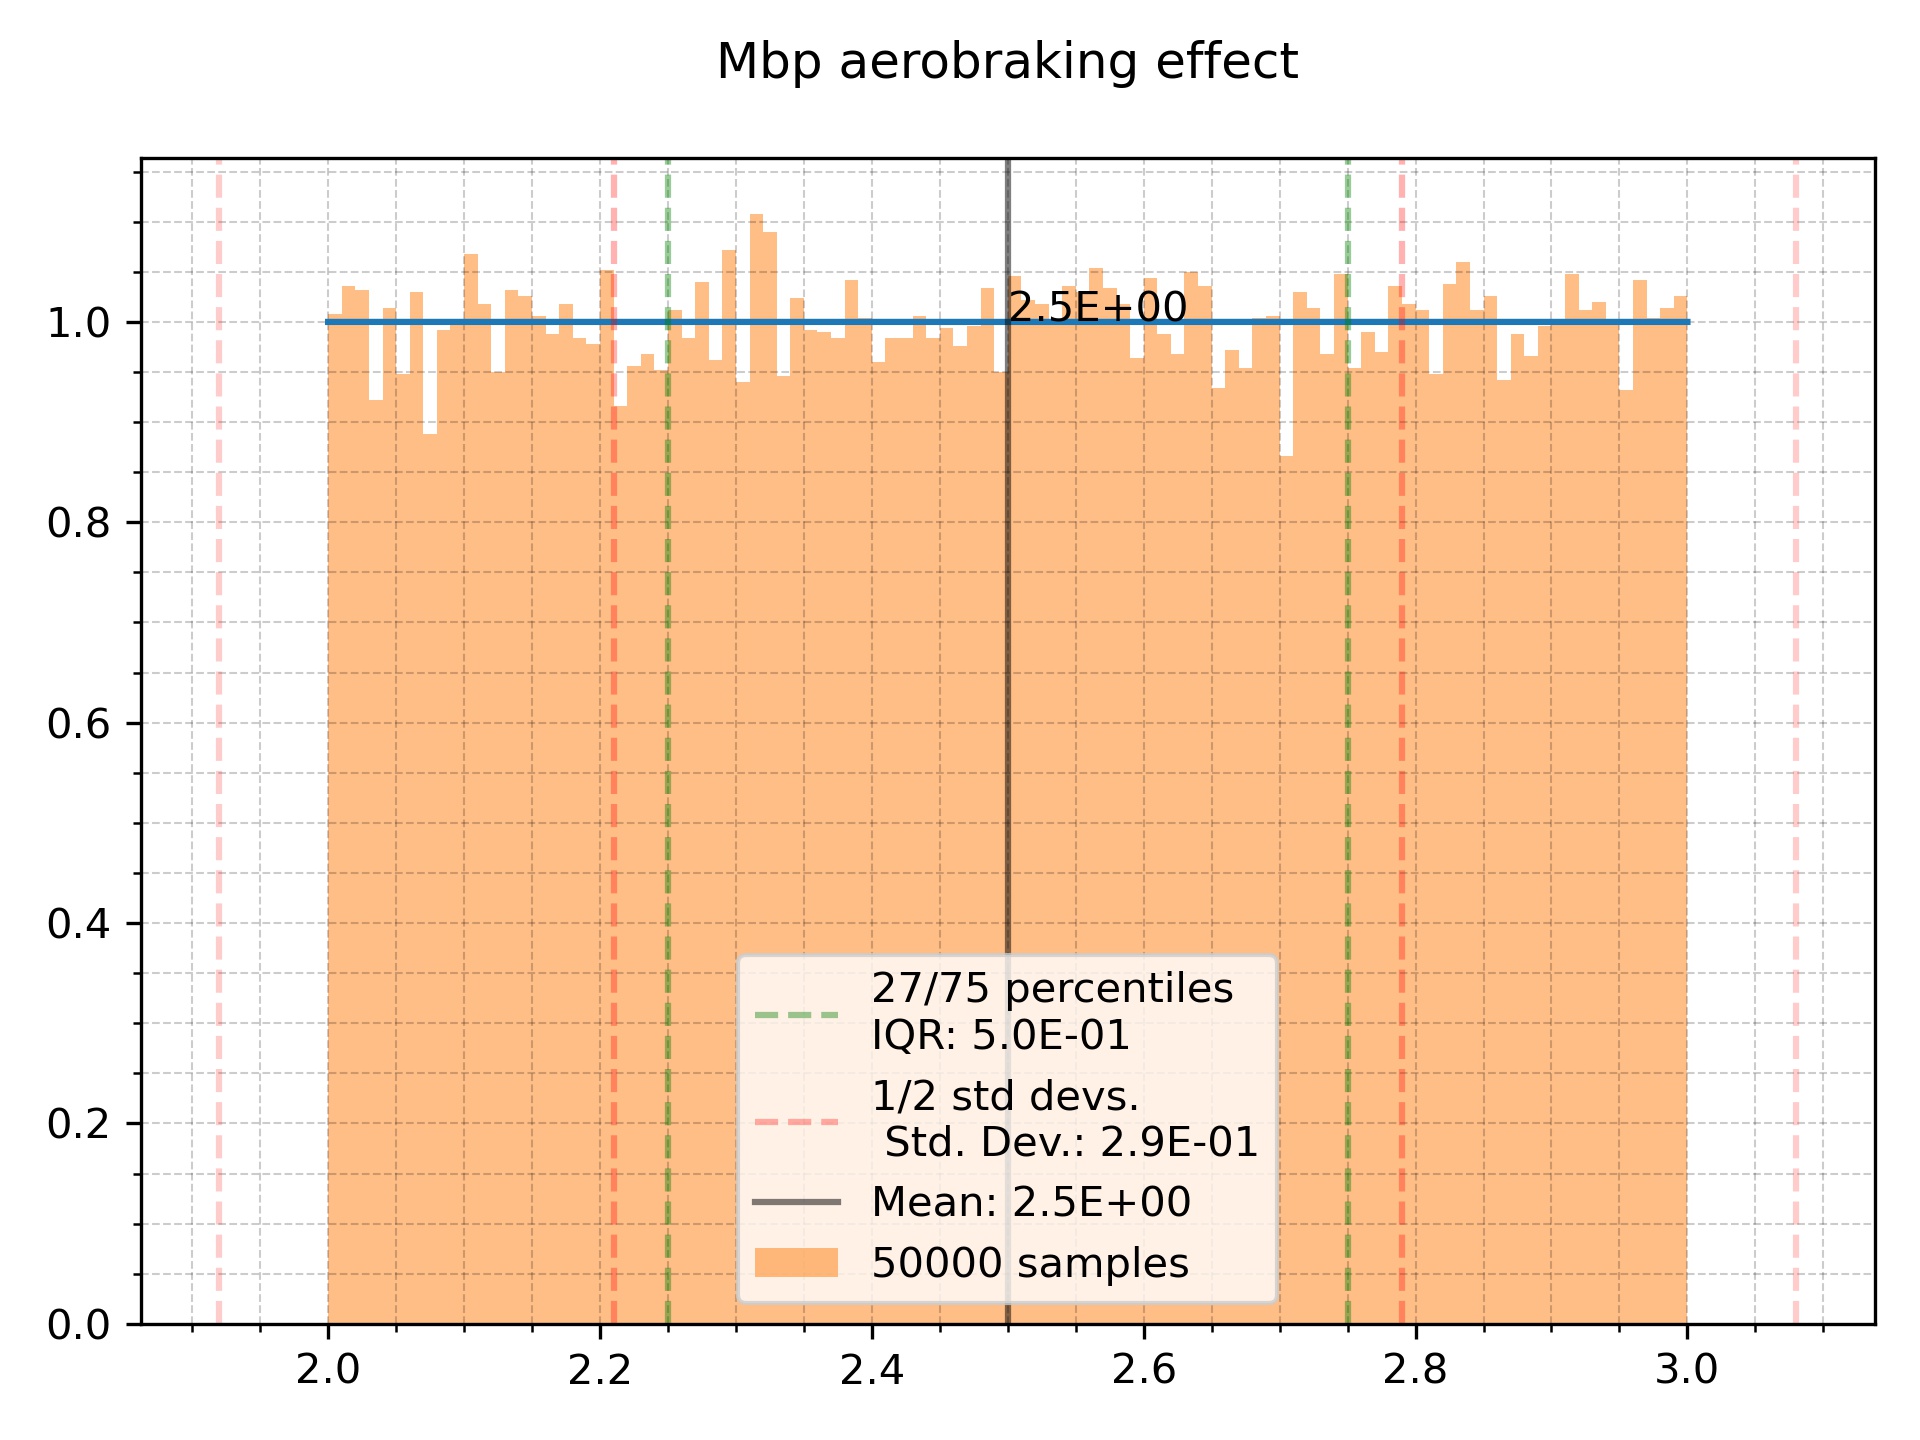 Mbp aerobraking effect
1.0
0.8
0.6
0.4
0.2
0.0
2.5E+00
27/75 percentiles
IQR: 5.0E-01
1/2 std devs.
Std. Dev.: 2.9E-01
Mean: 2.5E+00
50000 samples
2.0 2.2 2.4 2.6 2.8 3.0